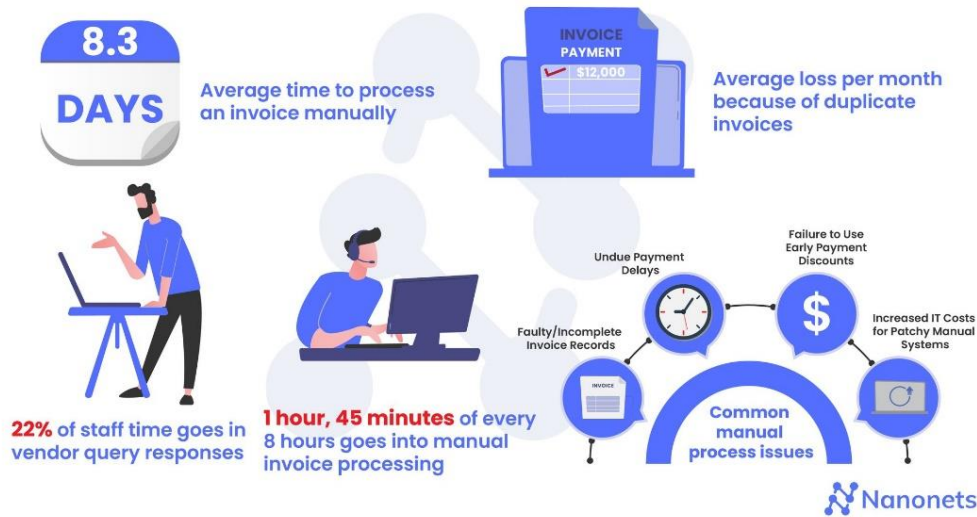 8.3
DAYS
Average time to process
an invoice manually
INVOICE
PAYMENT
$12,000
Average loss per month
because of duplicate
invoices
22% of staff time goes in
vendor query responses
1 hour, 45 minutes of every
8 hours goes into manual
invoice processing
Faulty/Incomplete
Invoice Records
Undue Payment
Delays
Failure to Use
Early Payment
Discounts
Increased IT Costs
for Patchy Manual
Systems
INVOICE
$
Common
manual
process issues
Nanonets